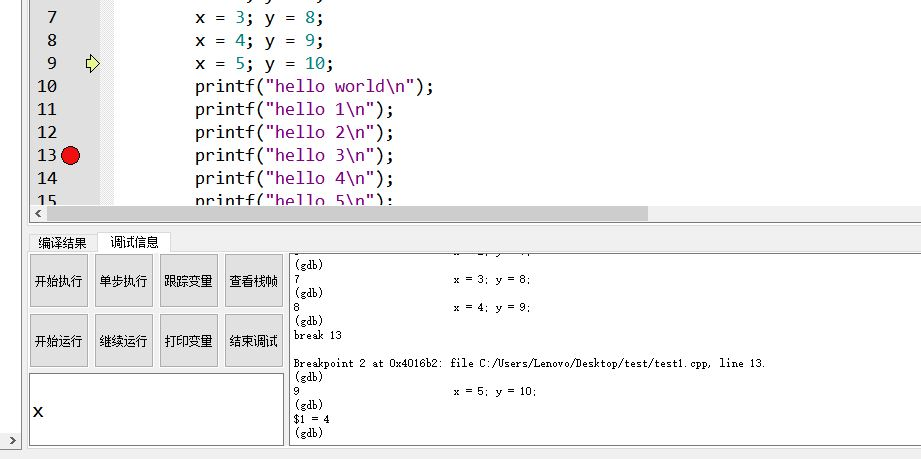 7 x = 3; y = 8;
8 x = 4; y = 9;
9 x = 5; y = 10;
10 printf("hello world\n");
11 printf("hello 1\n");
12 printf("hello 2\n");
13 printf("hello 3\n");
14 printf("hello 4\n");
15 printf("hello 5\n");
编译结果 调试信息
开始执行 单步执行 跟踪变量 查看栈帧
开始运行 继续运行 打印变量 结束调试
x
(gdb)
7 x = 3; y = 8;
(gdb)
8 x = 4; y = 9;
(gdb)
break 13
Breakpoint 2 at 0x4016b2: file C:/Users/Lenovo/Desktop/test/test1.cpp, line 13.
(gdb)
9 x = 5; y = 10;
(gdb)
$1 = 4
(gdb)